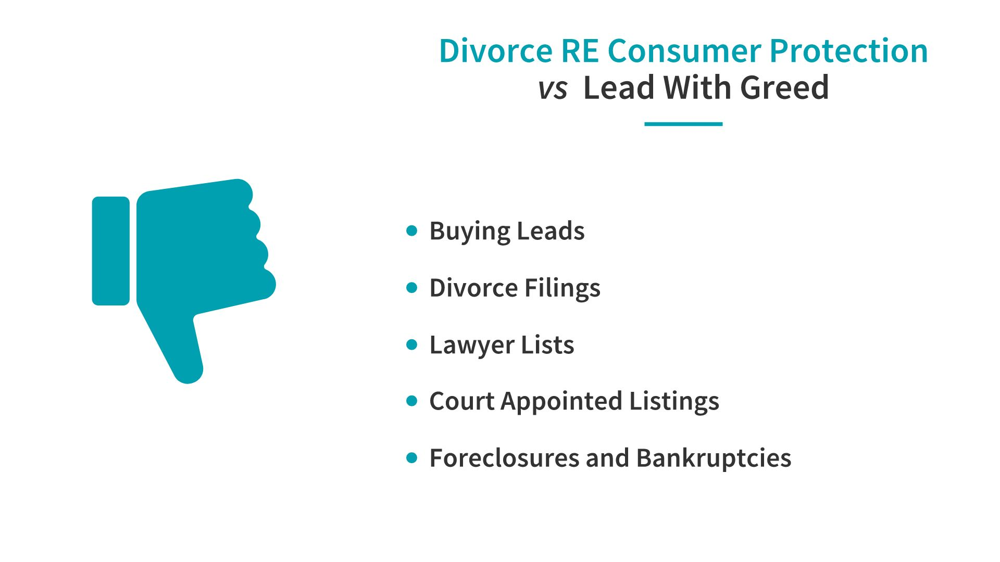 Divorce RE Consumer Protection
vs Lead With Greed
Buying Leads
Divorce Filings
Lawyer Lists
Court Appointed Listings
Foreclosures and Bankruptcies